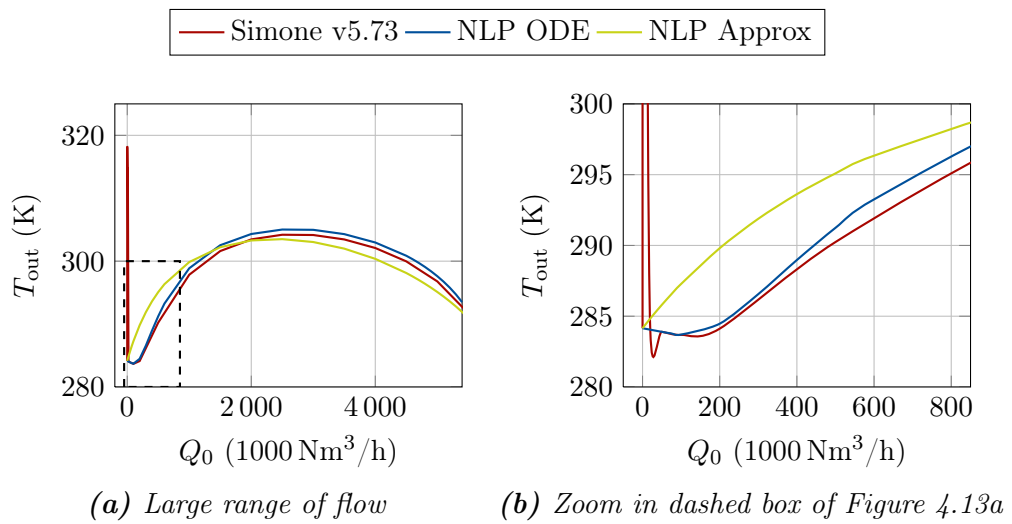 Simone v5.73 NLP ODE NLP Approx
320
300
280
T_out (K)
0 2 000 4 000
Q_0 (1000 Nm^3/h)
(a) Large range of flow
300
295
290
285
280
T_out (K)
0 200 400 600 800
Q_0 (1000 Nm^3/h)
(b) Zoom in dashed box of Figure 4.13a